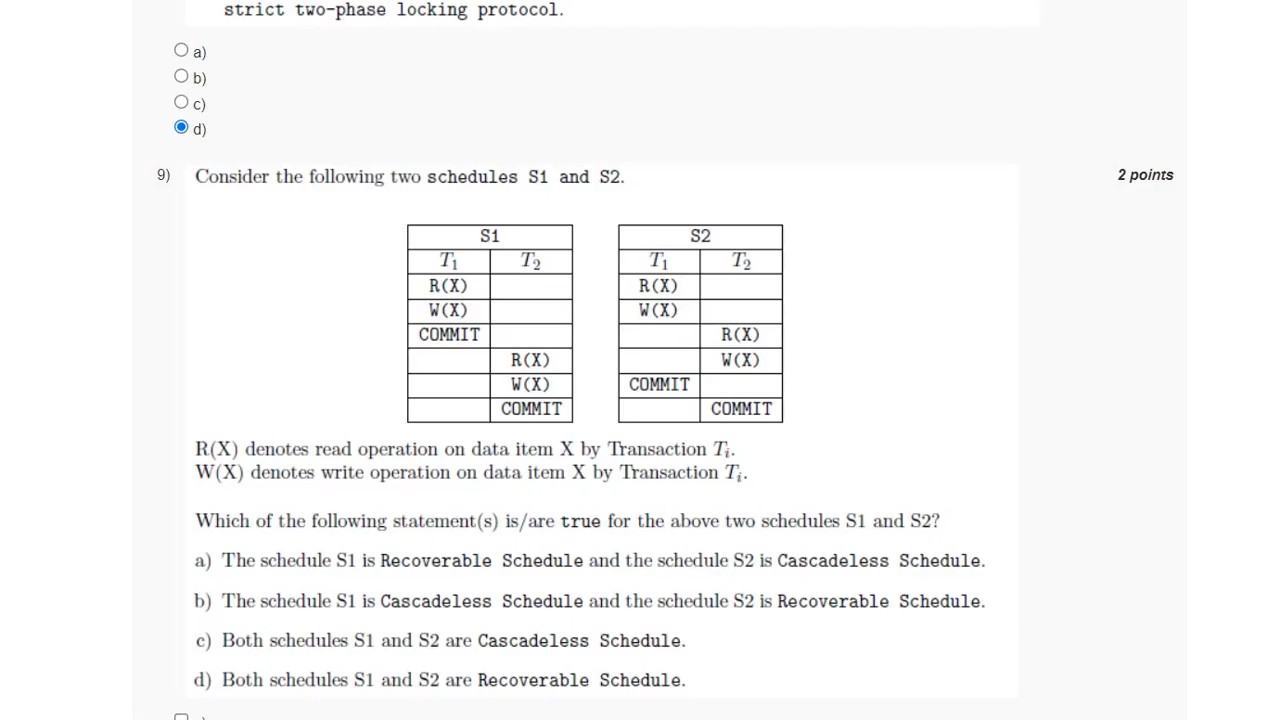 strict two-phase locking protocol.
a)
b)
c)
d)
9) Consider the following two schedules S1 and S2. 2 points
S1 S2
T1 T2 T1 T2
R(X) R(X)
W(X) W(X)
COMMIT R(X)
R(X) W(X)
W(X) COMMIT
COMMIT COMMIT
R(X) denotes read operation on data item X by Transaction Ti.
W(X) denotes write operation on data item X by Transaction Ti.
Which of the following statement(s) is/are true for the above two schedules S1 and S2?
a) The schedule S1 is Recoverable Schedule and the schedule S2 is Cascadeless Schedule.
b) The schedule S1 is Cascadeless Schedule and the schedule S2 is Recoverable Schedule.
c) Both schedules S1 and S2 are Cascadeless Schedule.
d) Both schedules S1 and S2 are Recoverable Schedule.